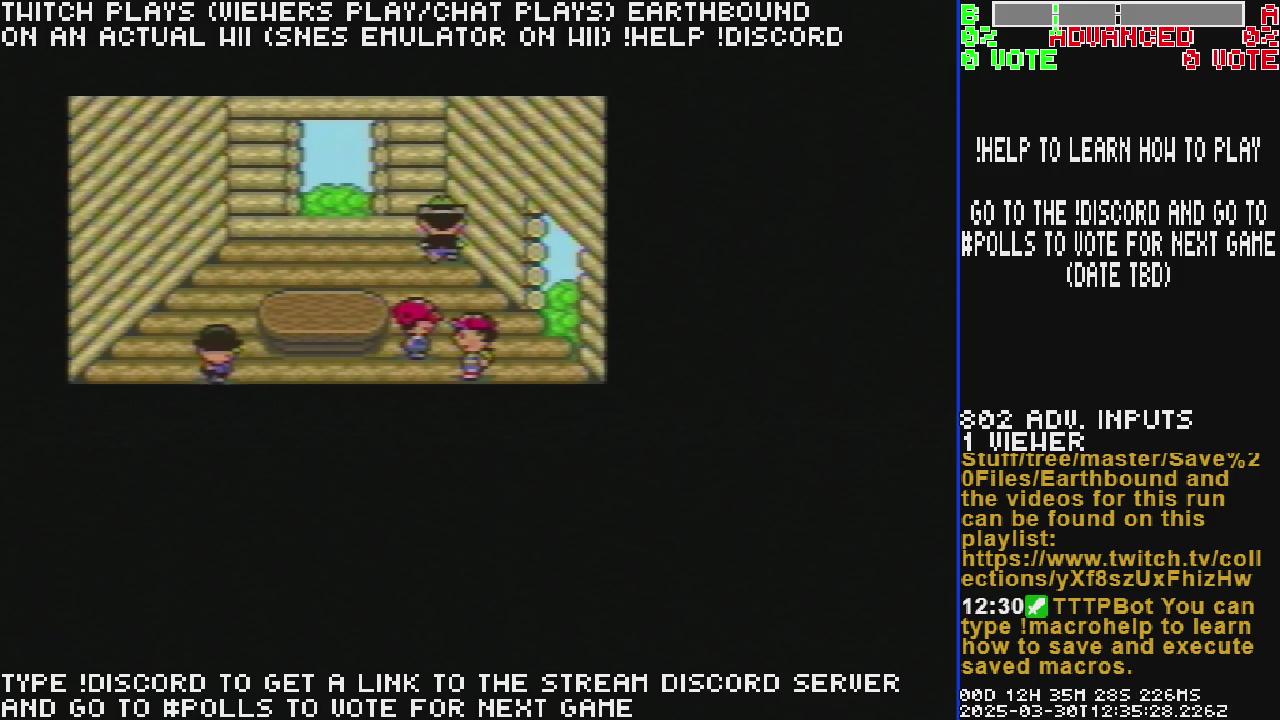 TWITCH PLAYS (VIEWERS PLAY/CHAT PLAYS) EARTHBOUND
ON AN ACTUAL WII (SNES EMULATOR ON WII) !HELP !DISCORD
B A
0% ADVANCED 0%
0 VOTE 0 VOTE
!HELP TO LEARN HOW TO PLAY
GO TO THE !DISCORD AND GO TO
#POLLS TO VOTE FOR NEXT GAME
(DATE TBD)
802 ADV. INPUTS
1 VIEWER
Stuff/tree/master/Save%2
0Files/Earthbound and
the videos for this run
can be found on this
playlist:
https://www.twitch.tv/coll
ections/yXf8szUxFhizHw
12:30 TTTPBot You can
type !macrohelp to learn
how to save and execute
saved macros.
00D 12H 35M 28S 226MS
2025-03-30T12:35:28.226Z
TYPE !DISCORD TO GET A LINK TO THE STREAM DISCORD SERVER
AND GO TO #POLLS TO VOTE FOR NEXT GAME